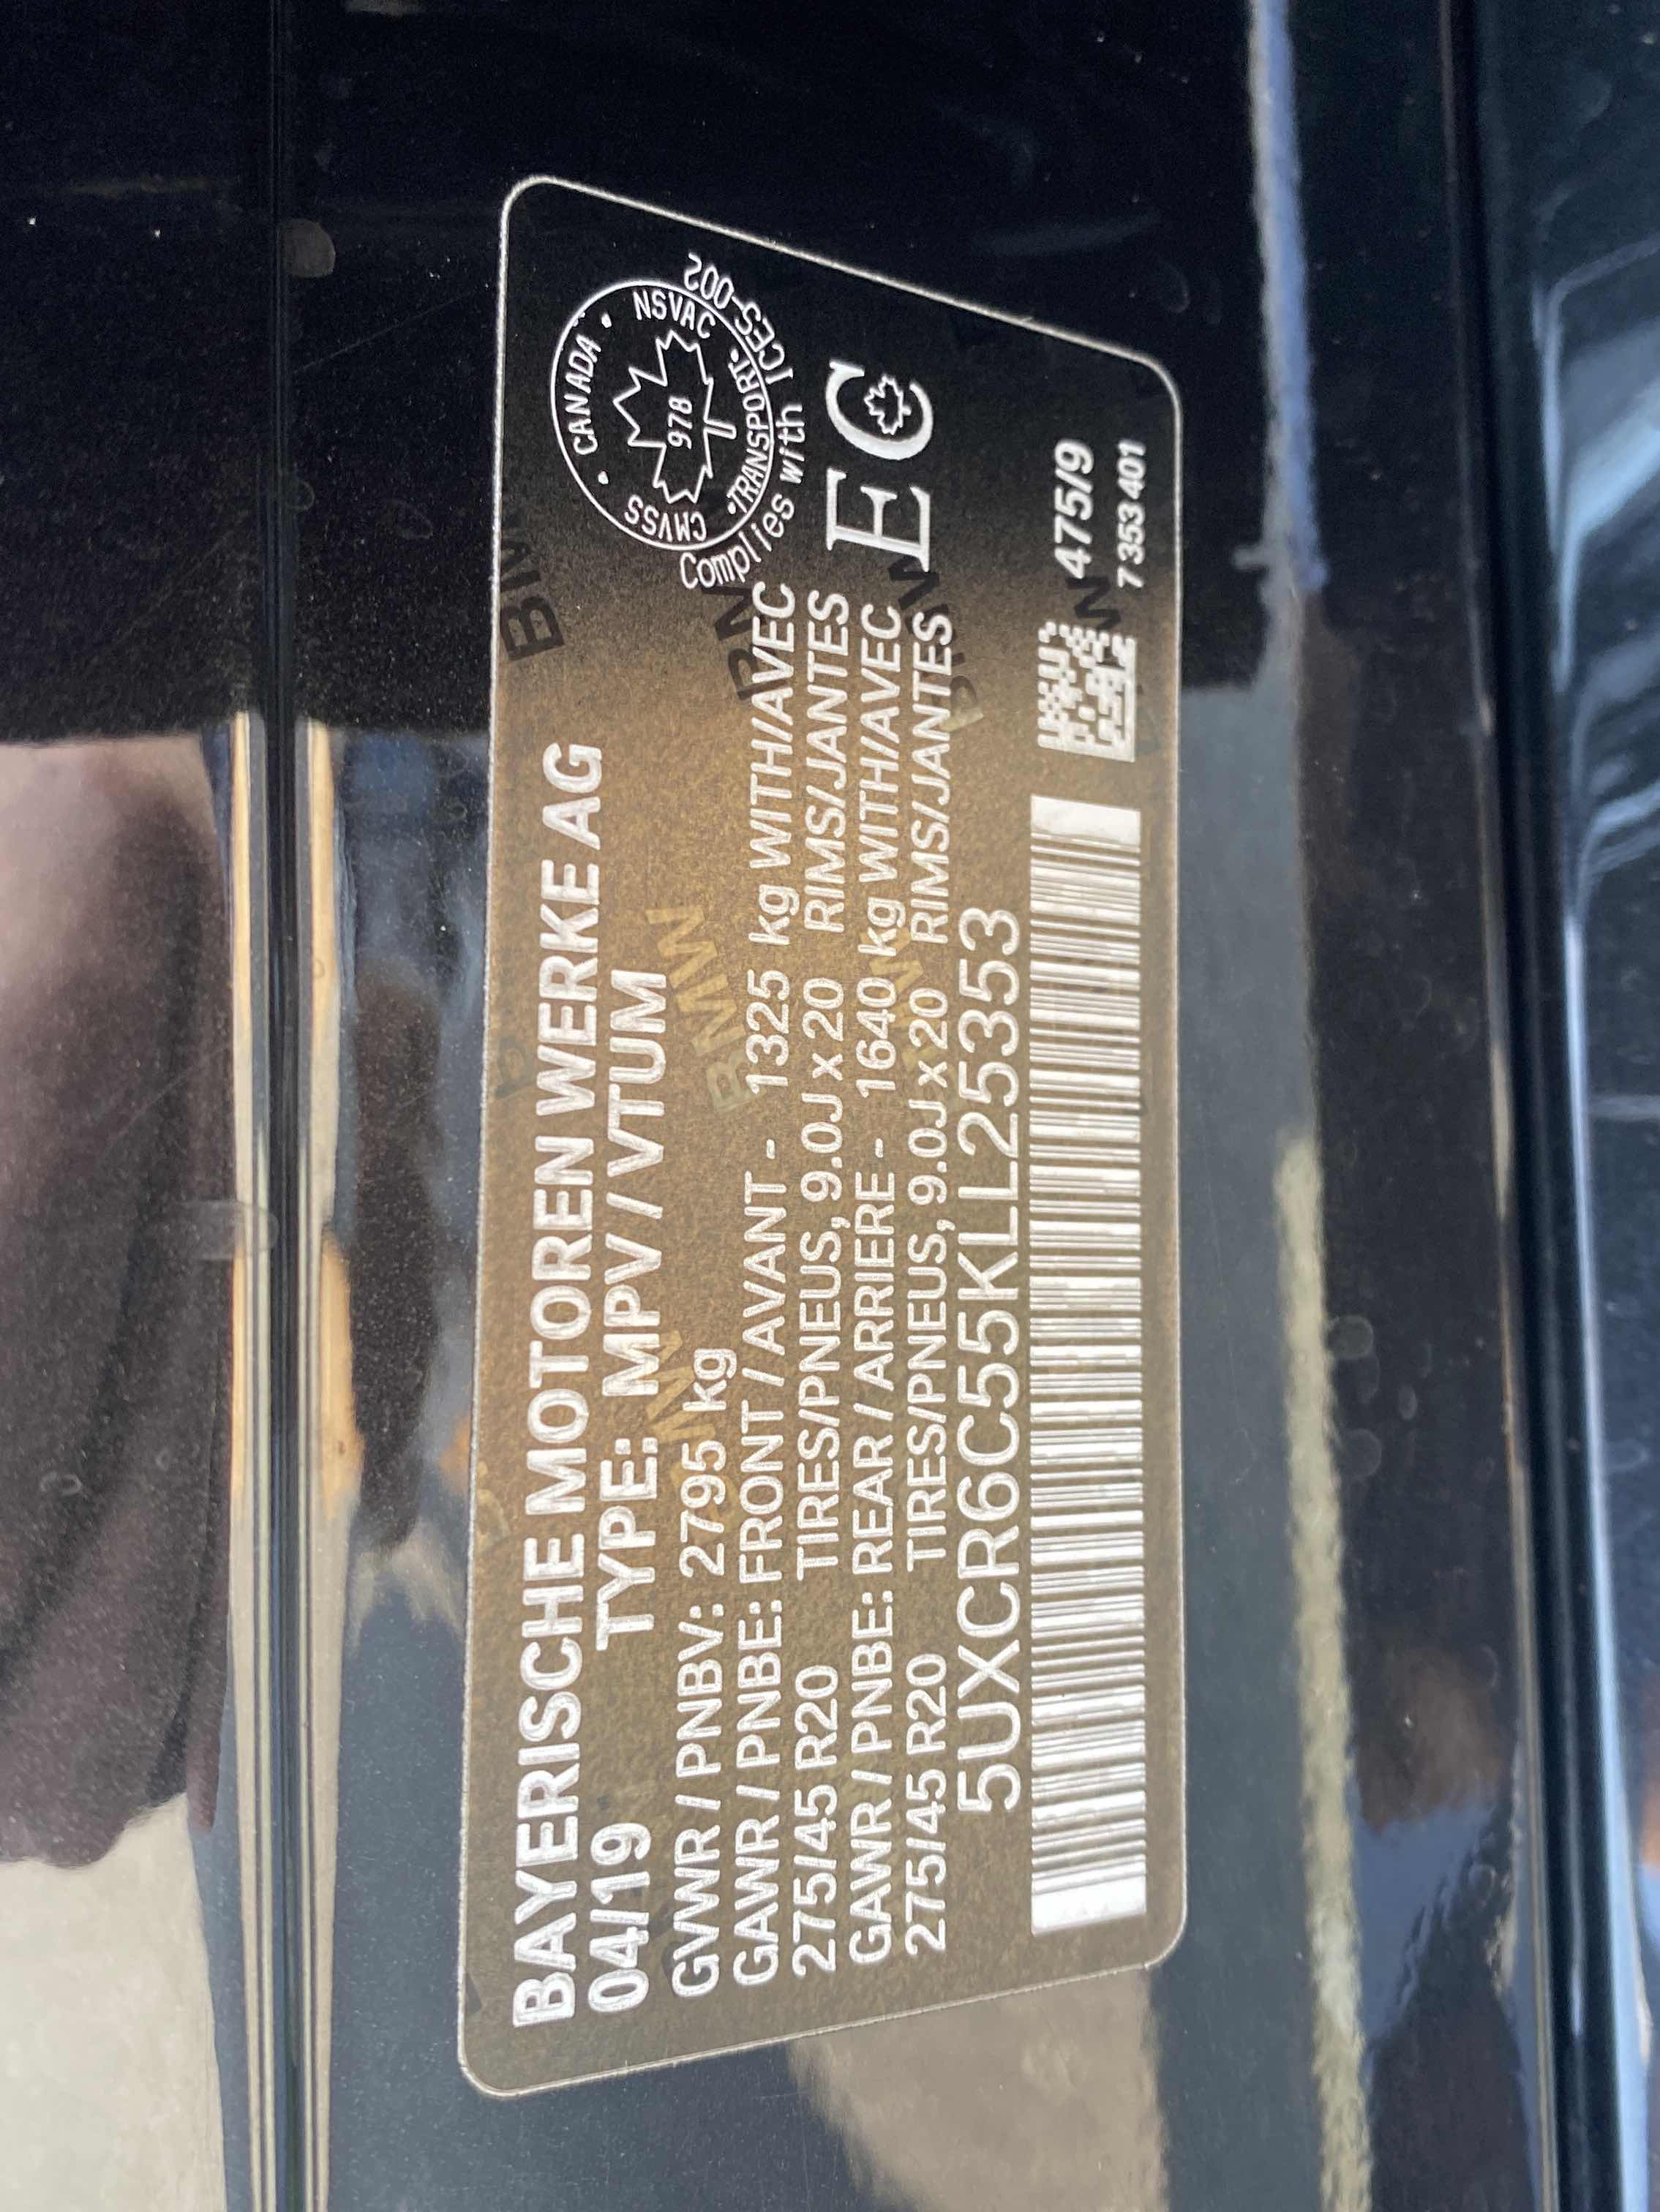 BAYERISCHE MOTOREN WERKE AG
04/19 TYPE: MPV / VTUM
GVWR / PNBV: 2795 kg
GAWR / PNBE: FRONT / AVANT - 1325 kg WITH/AVEC
275/45 R20 TIRES/PNEUS, 9.0J x 20 RIMS/JANTES
GAWR / PNBE: REAR / ARRIERE - 1640 kg WITH/AVEC
275/45 R20 TIRES/PNEUS, 9.0J x 20 RIMS/JANTES
5UXCR6C55KLL25353
CANADA
NSVAC
CMVSS
978
TRANSPORT
Complies with ICES-002
EC
475/9
7 353 401
BMW